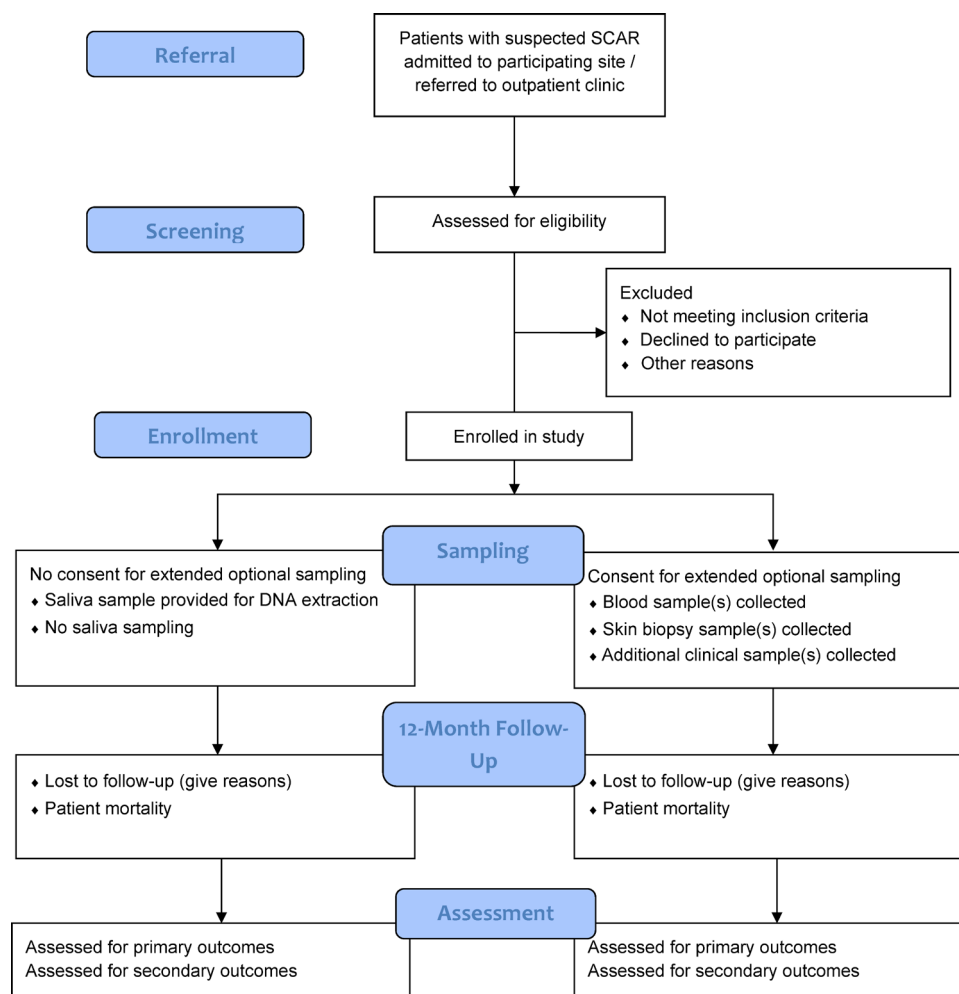 Referral
Patients with suspected SCAR
admitted to participating site /
referred to outpatient clinic
Screening
Assessed for eligibility
Excluded
♦ Not meeting inclusion criteria
♦ Declined to participate
♦ Other reasons
Enrollment
Enrolled in study
Sampling
No consent for extended optional sampling
♦ Saliva sample provided for DNA extraction
♦ No saliva sampling
Consent for extended optional sampling
♦ Blood sample(s) collected
♦ Skin biopsy sample(s) collected
♦ Additional clinical sample(s) collected
12-Month Follow-
Up
♦ Lost to follow-up (give reasons)
♦ Patient mortality
♦ Lost to follow-up (give reasons)
♦ Patient mortality
Assessment
Assessed for primary outcomes
Assessed for secondary outcomes
Assessed for primary outcomes
Assessed for secondary outcomes